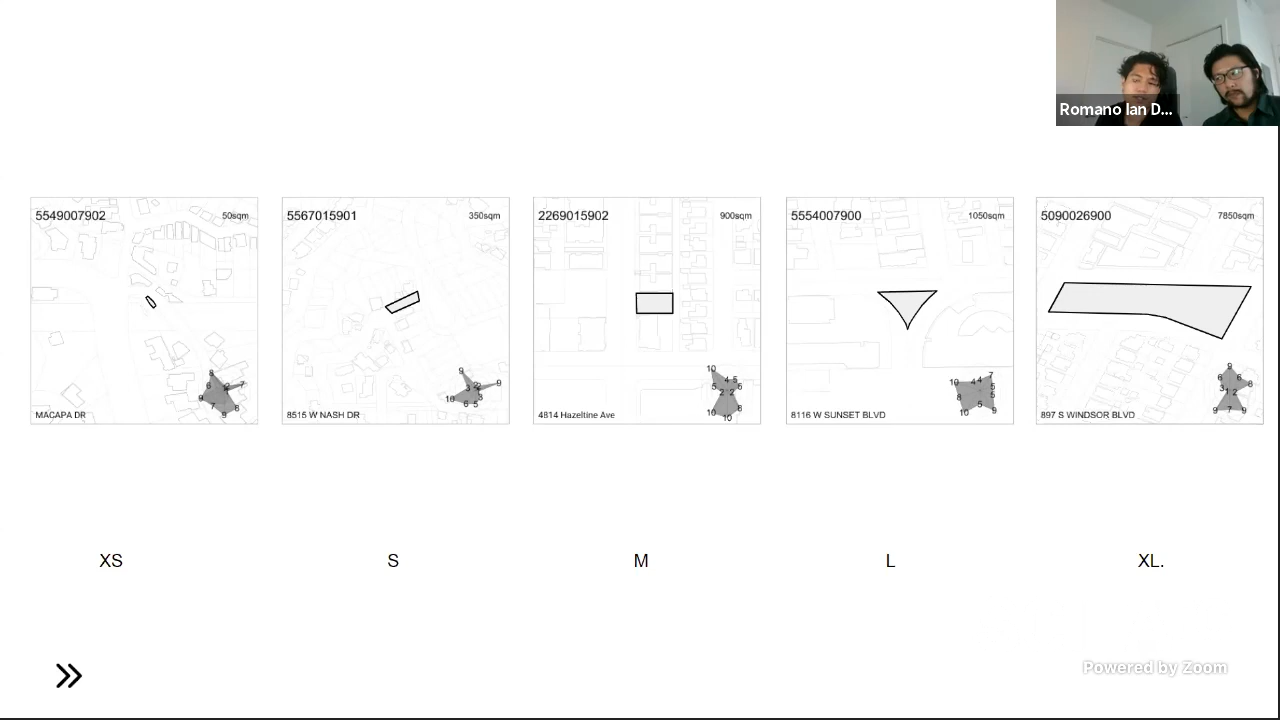 Romano Ian D...
5549007902 50sqm
MACAPA DR
5567015901 350sqm
8515 W NASH DR
2269015902 900sqm
4814 Hazeltine Ave
5554007900 1050sqm
8116 W SUNSET BLVD
5090026900 7850sqm
897 S WINDSOR BLVD
XS
S
M
L
XL.
Powered by Zoom